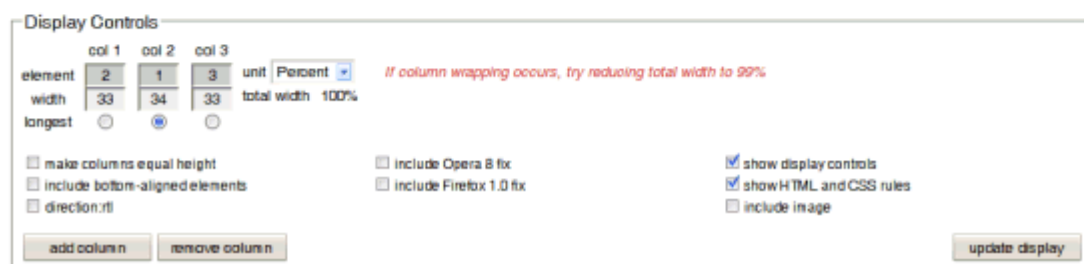 Display Controls
col 1 col 2 col 3
element 2 1 3 unit Percent If column wrapping occurs, try reducing total width to 99%
width 33 34 33 total width 100%
longest
make columns equal height include Opera 8 fix show display controls
include bottom-aligned elements include Firefox 1.0 fix show HTML and CSS rules
direction:rtl include image
add column remove column update display